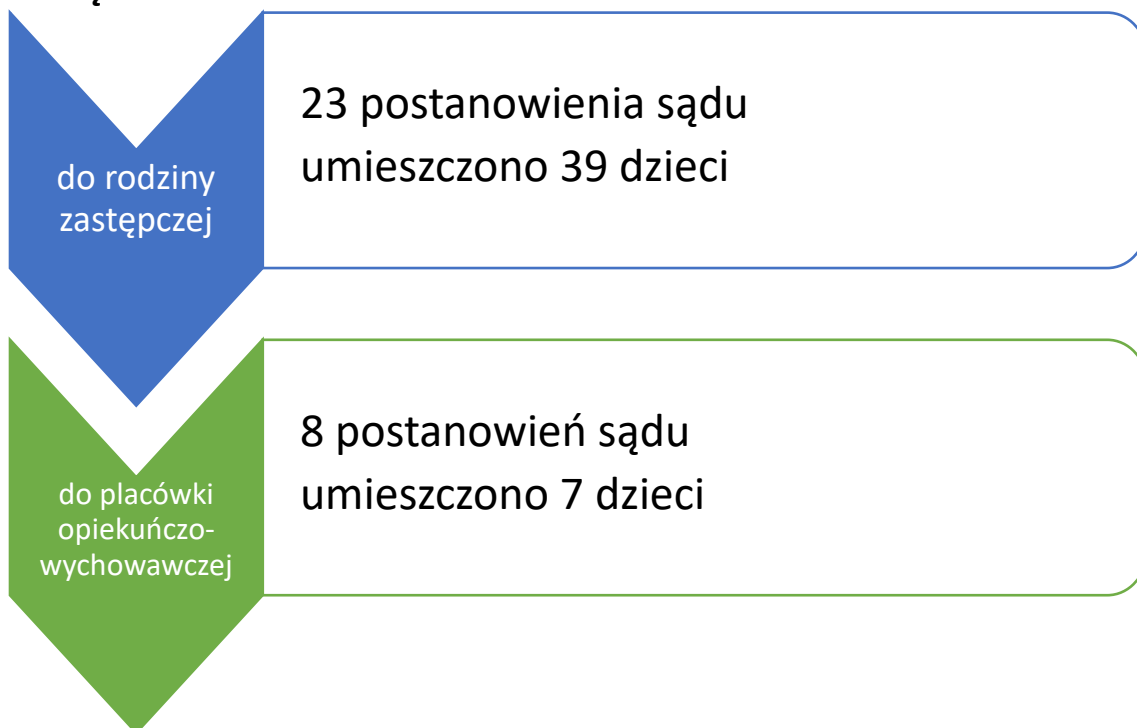 do rodziny
zastępczej
23 postanowienia sądu
umieszczono 39 dzieci
do placówki
opiekuńczo-
wychowawczej
8 postanowień sądu
umieszczono 7 dzieci